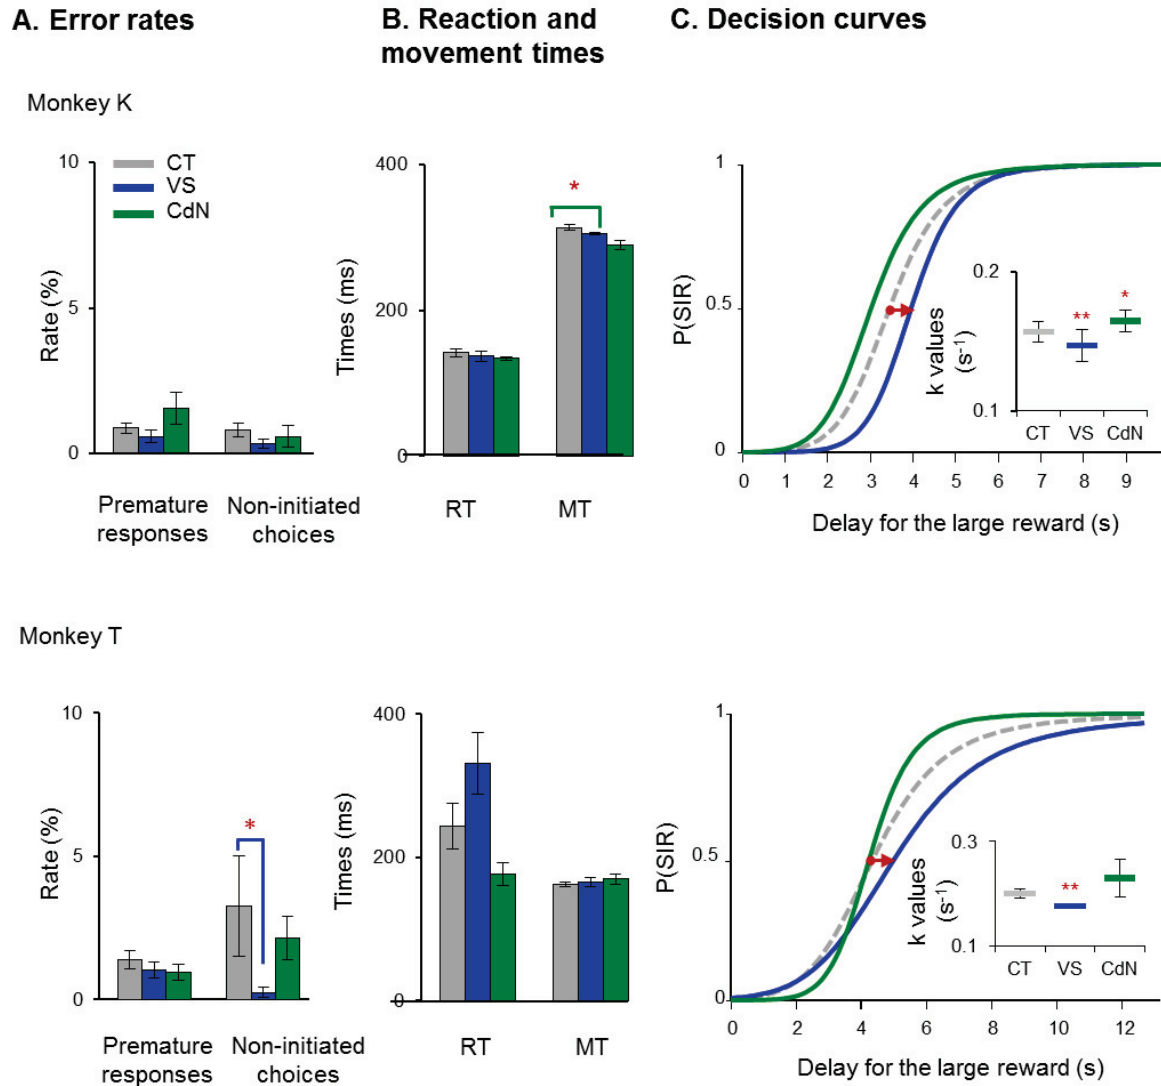 A. Error rates
B. Reaction and
movement times
C. Decision curves
Monkey K
10
5
0
Rate (%)
CT
VS
CdN
Premature
responses
Non-initiated
choices
400
200
0
Times (ms)
*
RT
MT
1
0.5
0
P(SIR)
0 1 2 3 4 5 6 7 8 9
Delay for the large reward (s)
0.2
0.1
k values
(s-1)
**
*
CT VS CdN
Monkey T
10
5
0
Rate (%)
*
Premature
responses
Non-initiated
choices
400
200
0
Times (ms)
RT
MT
1
0.5
0
P(SIR)
0 2 4 6 8 10 12
Delay for the large reward (s)
0.3
0.1
k values
(s-1)
**
CT VS CdN